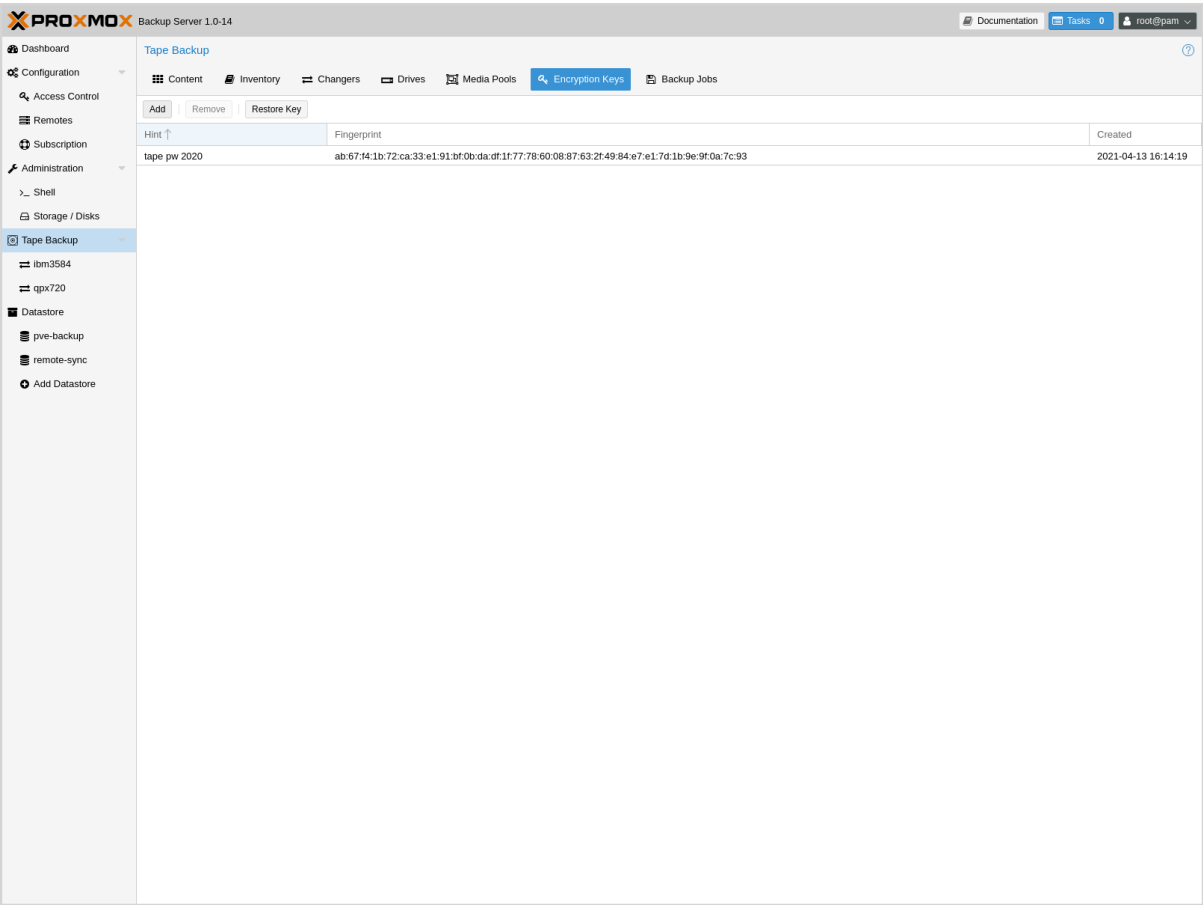 PROXMOX Backup Server 1.0-14
Documentation
Tasks 0
root@pam
Dashboard
Configuration
Access Control
Remotes
Subscription
Administration
Shell
Storage / Disks
Tape Backup
ibm3584
qpx720
Datastore
pve-backup
remote-sync
Add Datastore
Tape Backup
Content Inventory Changers Drives Media Pools Encryption Keys Backup Jobs
Add Remove Restore Key
Hint Fingerprint Created
tape pw 2020 ab:67:f4:1b:72:ca:33:e1:91:bf:0b:da:df:1f:77:78:60:08:87:63:2f:49:84:e7:e1:7d:1b:9e:9f:0a:7c:93 2021-04-13 16:14:19